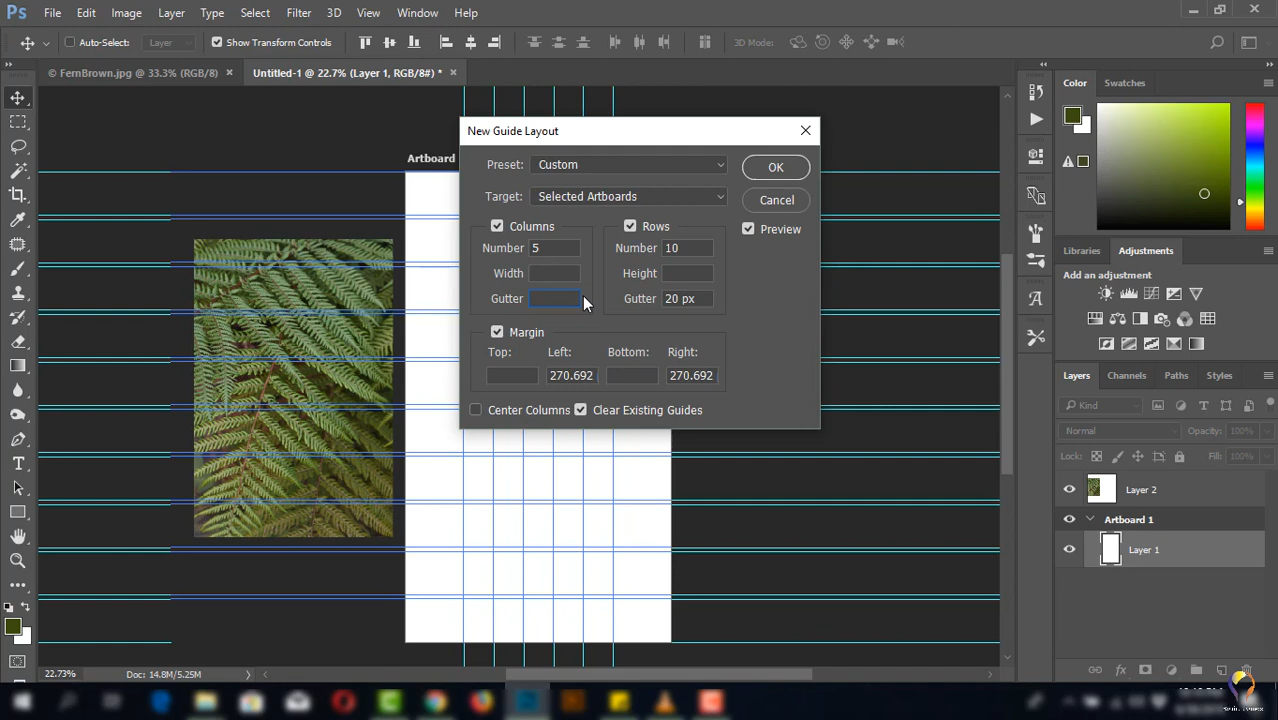 Ps File Edit Image Layer Type Select Filter 3D View Window Help
Auto-Select: Layer Show Transform Controls 3D Mode:
© FernBrown.jpg @ 33.3% (RGB/8) × Untitled-1 @ 22.7% (Layer 1, RGB/8#) * ×
Color Swatches
New Guide Layout
Artboard
Preset: Custom OK
Target: Selected Artboards Cancel
Columns Rows Preview
Number 5 Number 10
Width Height
Gutter Gutter 20 px
Margin
Top: Left: Bottom: Right:
270.692 270.692
Center Columns Clear Existing Guides
Libraries Adjustments
Add an adjustment
Layers Channels Paths Styles
Kind
Normal Opacity: 100%
Lock: Fill: 100%
Layer 2
Artboard 1
Layer 1
22.73% Doc: 14.8M/5.25M